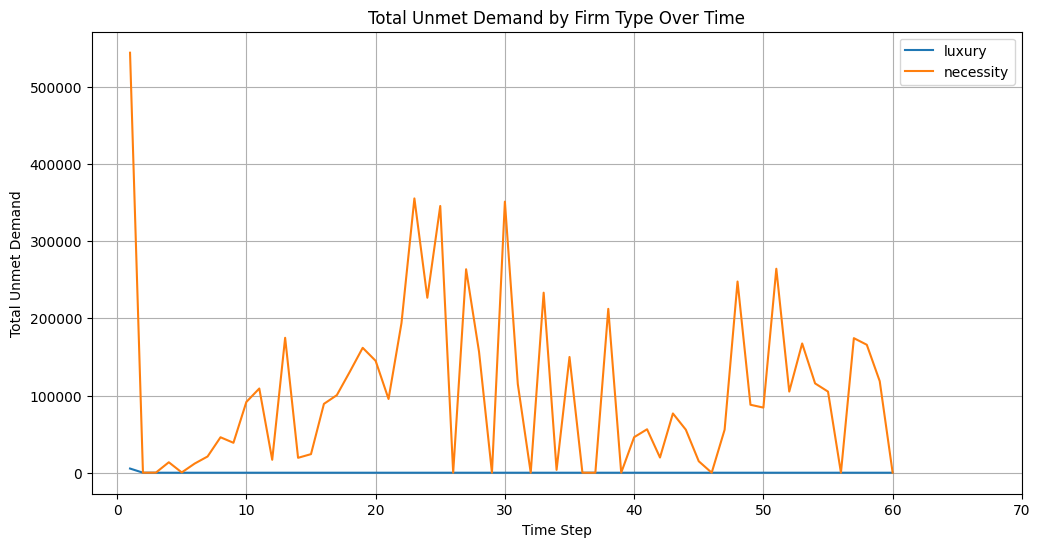 Total Unmet Demand by Firm Type Over Time
luxury
necessity
Total Unmet Demand
500000
400000
300000
200000
100000
0
0 10 20 30 40 50 60 70
Time Step